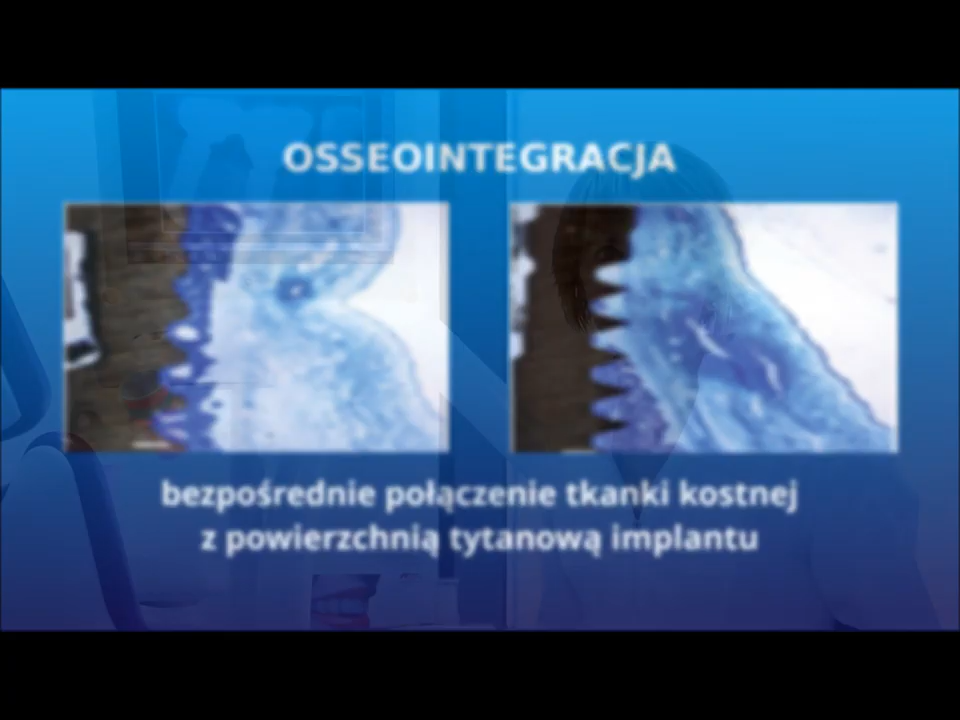 OSSEOINTEGRACJA
bezpośrednie połączenie tkanki kostnej
z powierzchnią tytanową implantu